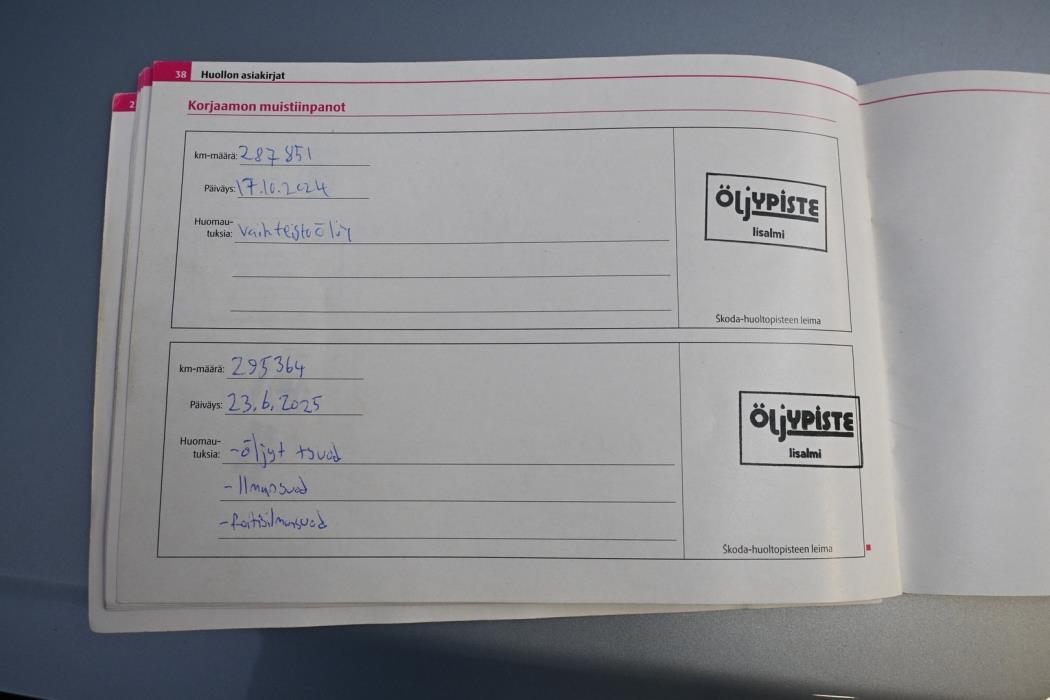 38 Huollon asiakirjat
2
Korjaamon muistiinpanot
km-määrä: 287 851
Päiväys: 17.10.2024
Huomau-
tuksia: Vaihteistoöljy
ÖljYPiSTE
Iisalmi
Škoda-huoltopisteen leima
km-määrä: 295364
Päiväys: 23.6.2025
Huomau-
tuksia: -öljyt +suod
-Ilmansuod
-Raitisilmansuod
ÖljYPiSTE
Iisalmi
Škoda-huoltopisteen leima